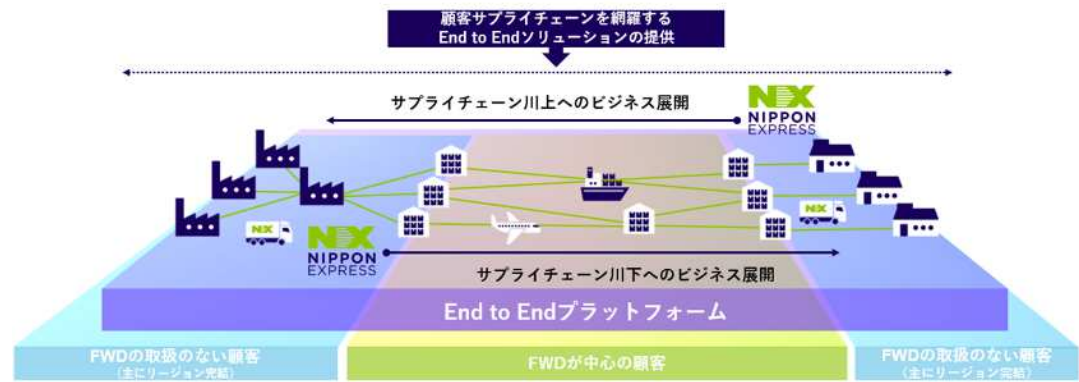 顧客サプライチェーンを網羅する
End to Endソリューションの提供
サプライチェーン川上へのビジネス展開
NX
NIPPON
EXPRESS
NX
NX
NX
NIPPON
EXPRESS
サプライチェーン川下へのビジネス展開
End to Endプラットフォーム
FWDの取扱のない顧客
(主にリージョン完結)
FWDが中心の顧客
FWDの取扱のない顧客
(主にリージョン完結)